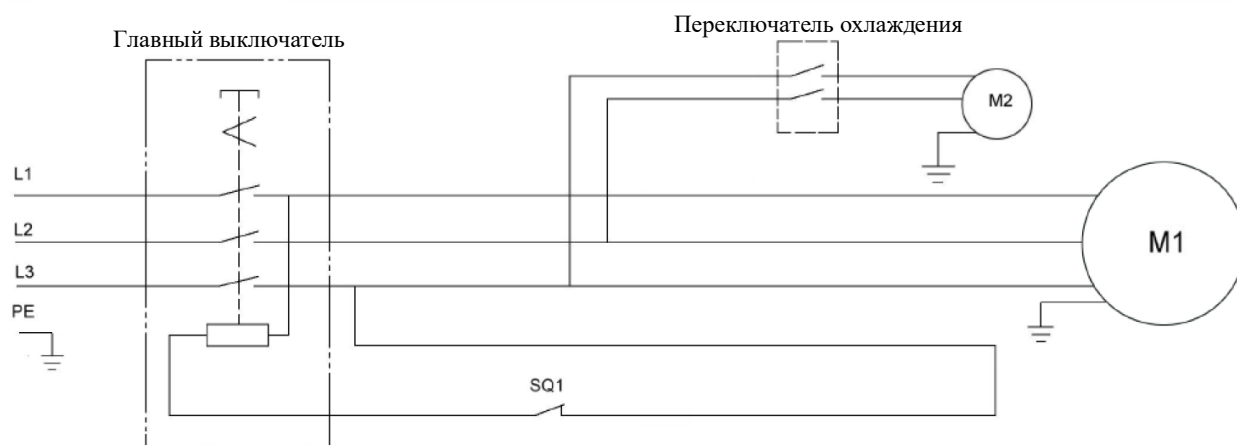 Главный выключатель
Переключатель охлаждения
M2
L1
L2
M1
L3
PE
SQ1